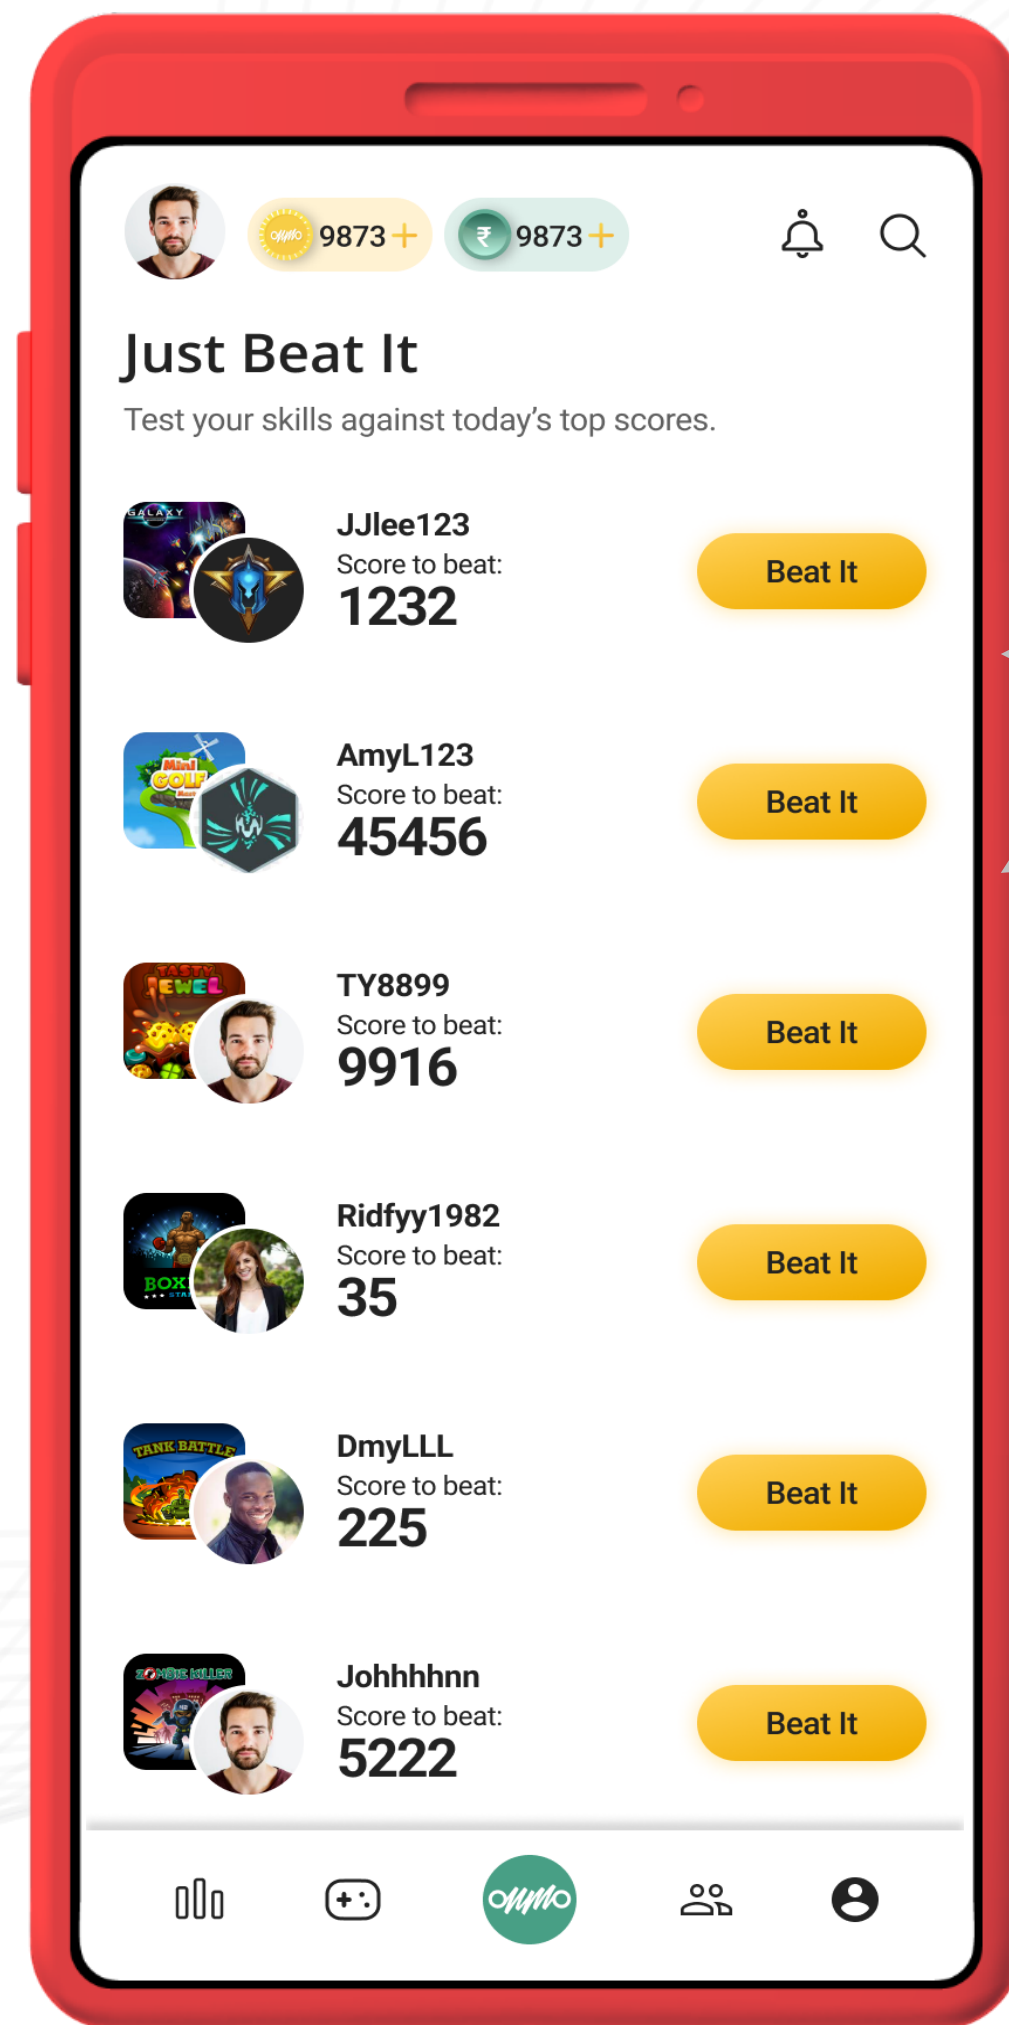 onmo 9873 + ₹ 9873 +
Just Beat It
Test your skills against today's top scores.
GALAXY
JJlee123
Score to beat:
1232
Beat It
Mini
GOLF
AmyL123
Score to beat:
45456
Beat It
TASTY
JEWEL
TY8899
Score to beat:
9916
Beat It
Ridfyy1982
Score to beat:
35
Beat It
TANK BATTLE
DmyLLL
Score to beat:
225
Beat It
ZOMBIE KILLER
Johhhhnn
Score to beat:
5222
Beat It
onmo